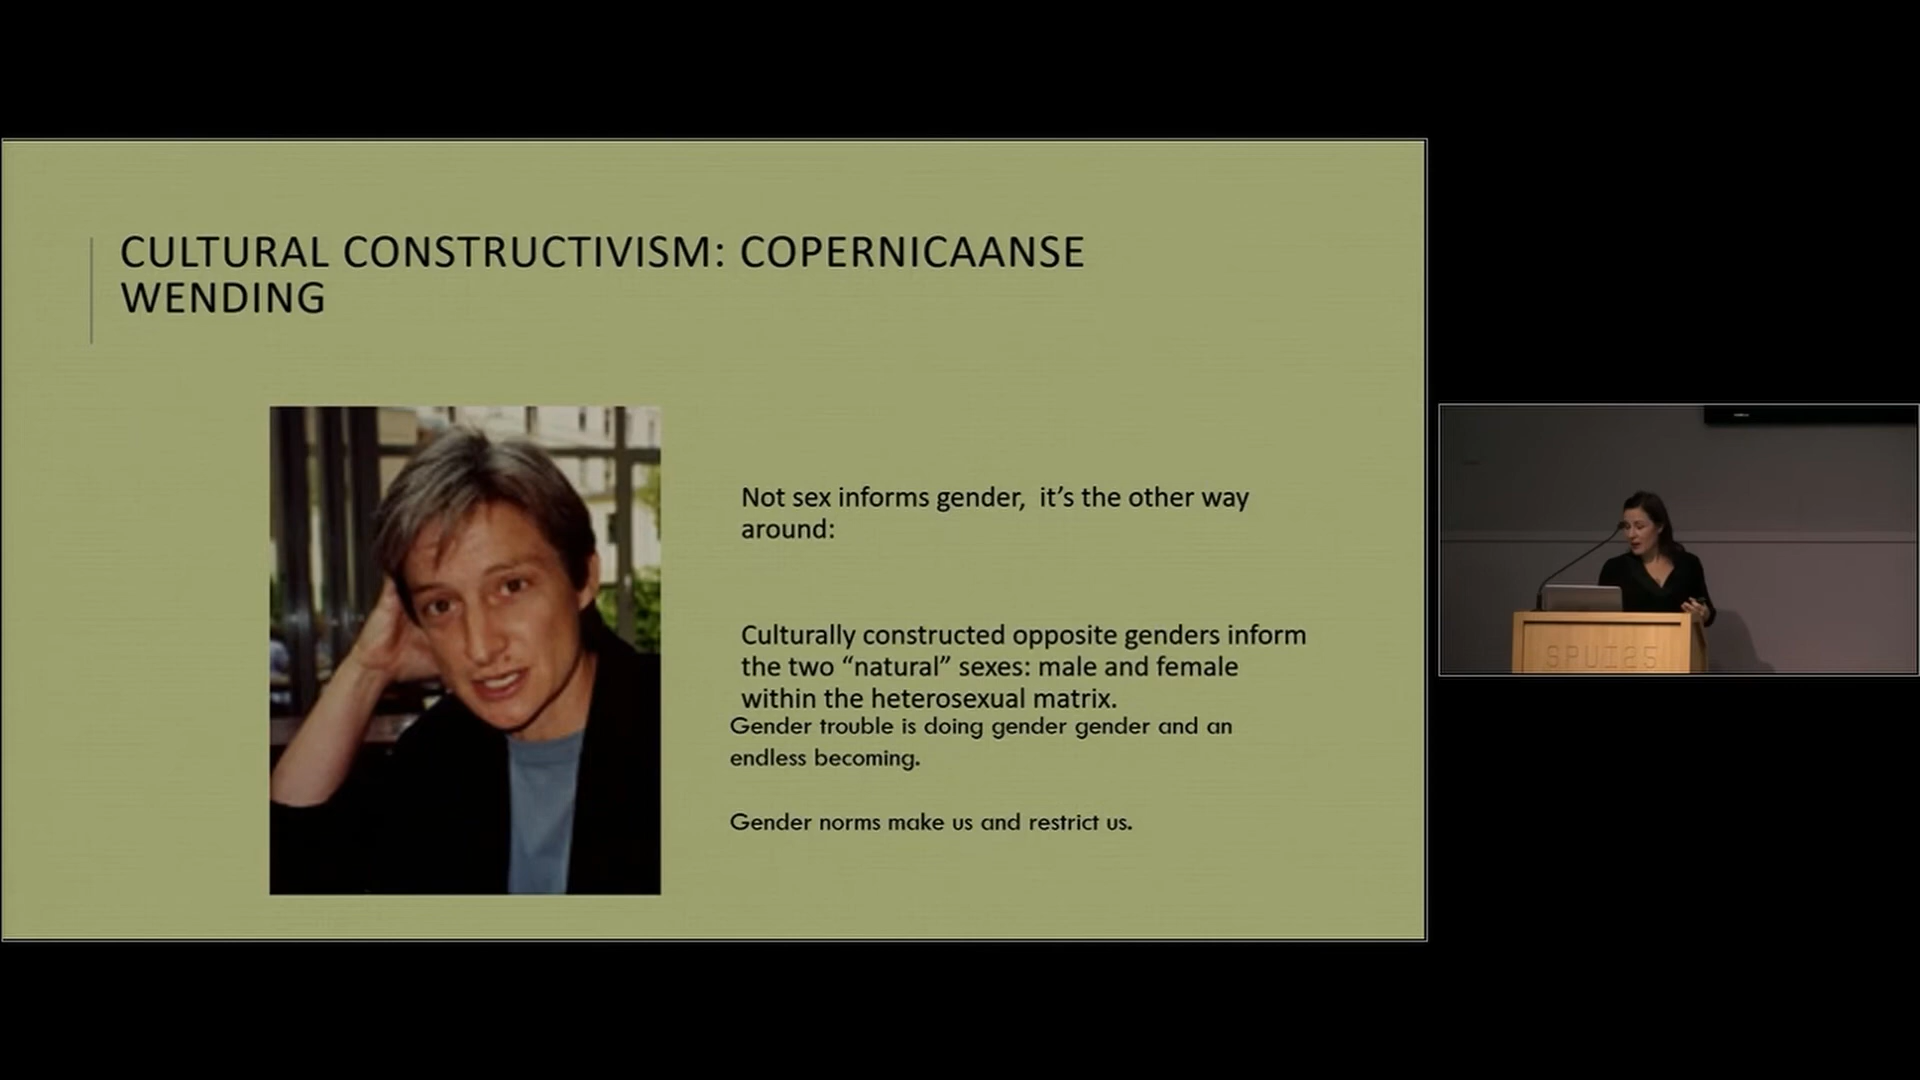 CULTURAL CONSTRUCTIVISM: COPERNICAANSE
WENDING
Not sex informs gender,  it’s the other way
around:
Culturally constructed opposite genders inform
the two “natural” sexes: male and female
within the heterosexual matrix.
Gender trouble is doing gender gender and an
endless becoming.
Gender norms make us and restrict us.
SPUI25